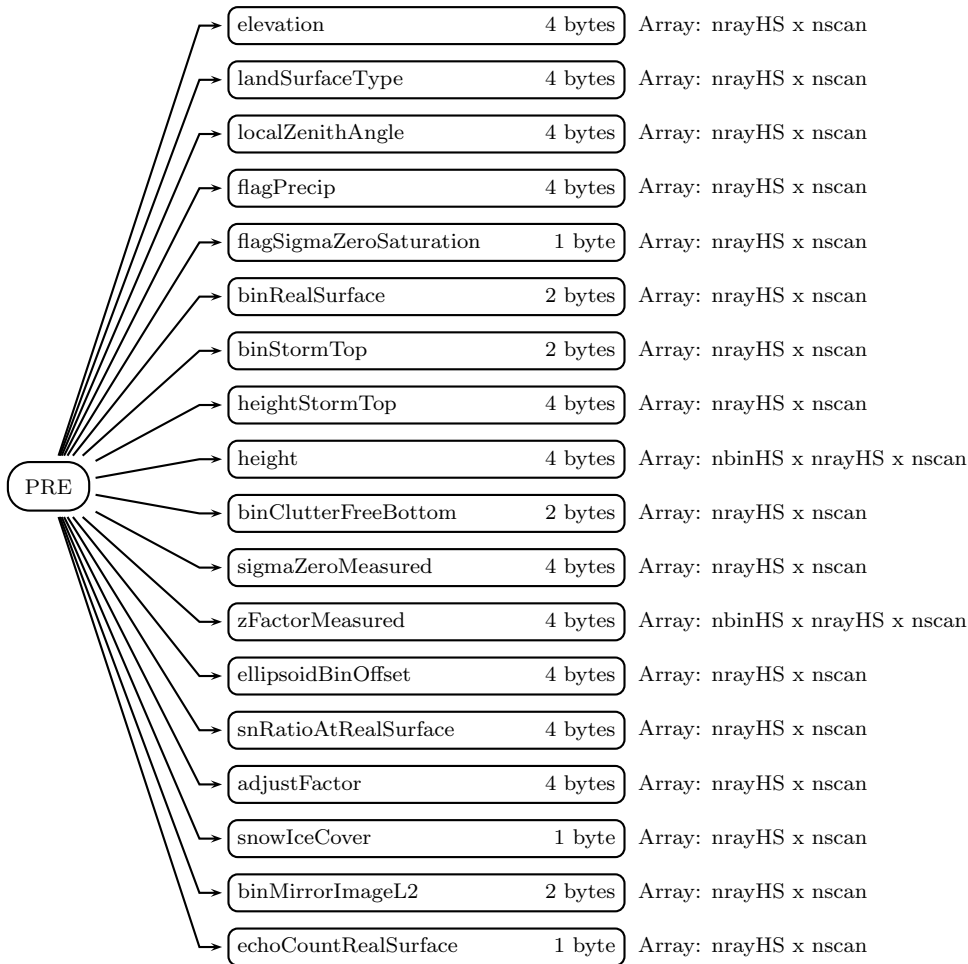 elevation 4 bytes Array: nrayHS x nscan
landSurfaceType 4 bytes Array: nrayHS x nscan
localZenithAngle 4 bytes Array: nrayHS x nscan
flagPrecip 4 bytes Array: nrayHS x nscan
flagSigmaZeroSaturation 1 byte Array: nrayHS x nscan
binRealSurface 2 bytes Array: nrayHS x nscan
binStormTop 2 bytes Array: nrayHS x nscan
heightStormTop 4 bytes Array: nrayHS x nscan
height 4 bytes Array: nbinHS x nrayHS x nscan
PRE
binClutterFreeBottom 2 bytes Array: nrayHS x nscan
sigmaZeroMeasured 4 bytes Array: nrayHS x nscan
zFactorMeasured 4 bytes Array: nbinHS x nrayHS x nscan
ellipsoidBinOffset 4 bytes Array: nrayHS x nscan
snRatioAtRealSurface 4 bytes Array: nrayHS x nscan
adjustFactor 4 bytes Array: nrayHS x nscan
snowIceCover 1 byte Array: nrayHS x nscan
binMirrorImageL2 2 bytes Array: nrayHS x nscan
echoCountRealSurface 1 byte Array: nrayHS x nscan